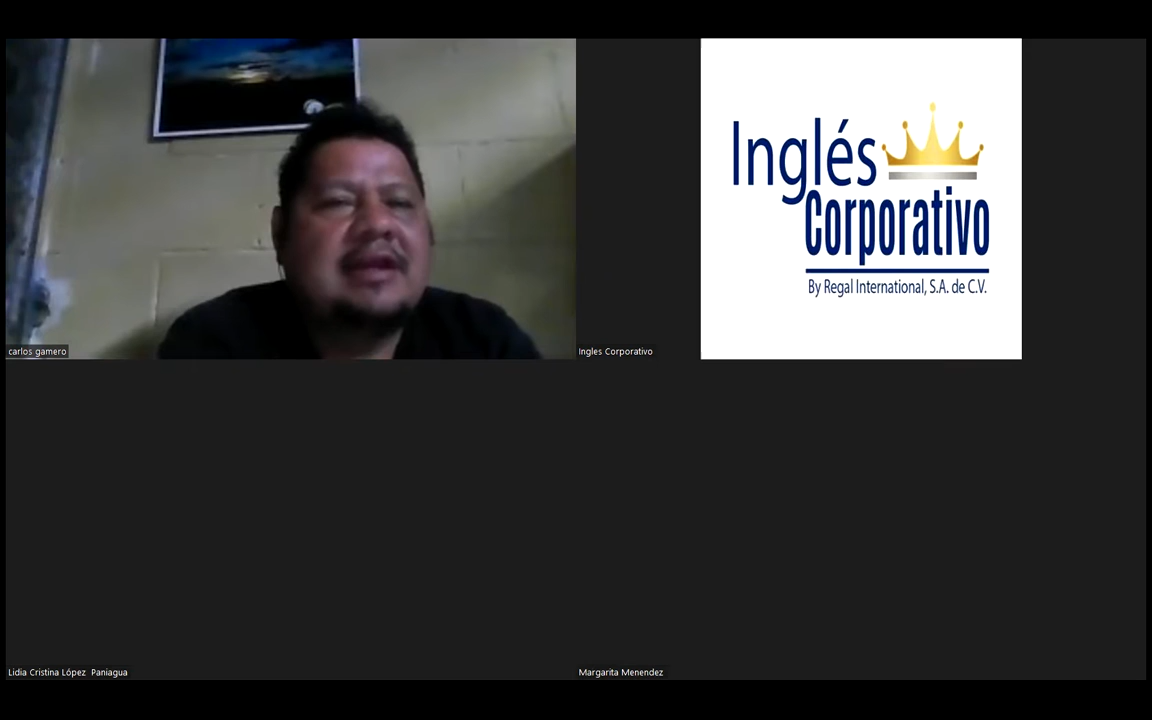 Inglés
Corporativo
By Regal International, S.A. de C.V.
carlos gamero
Ingles Corporativo
Lidia Cristina López  Paniagua
Margarita Menendez